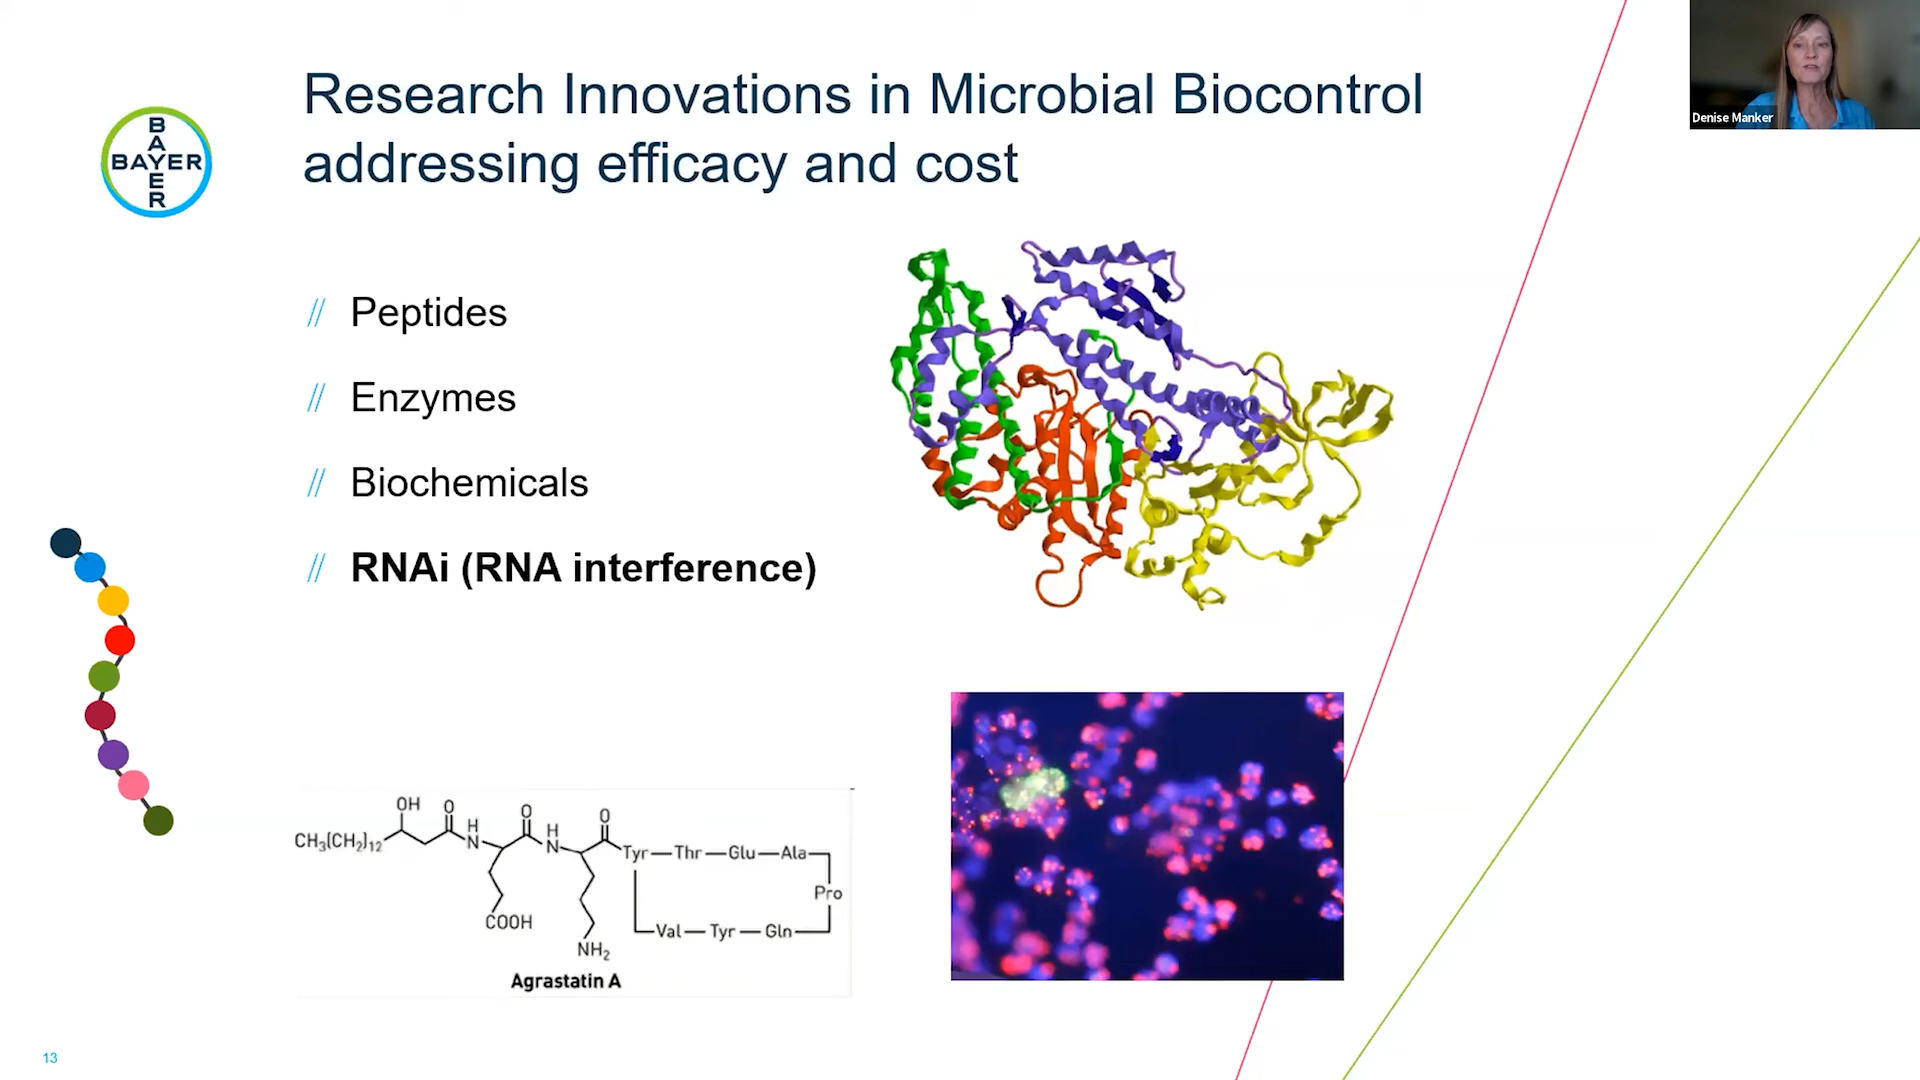 Research Innovations in Microbial Biocontrol
addressing efficacy and cost
Denise Manker
BAYER
BAYER
// Peptides
// Enzymes
// Biochemicals
// RNAi (RNA interference)
OH O O O
CH₃(CH₂)₁₂ H N H N Tyr—Thr—Glu—Ala
Pro
COOH Val—Tyr—Gln
NH₂
Agrastatin A
13